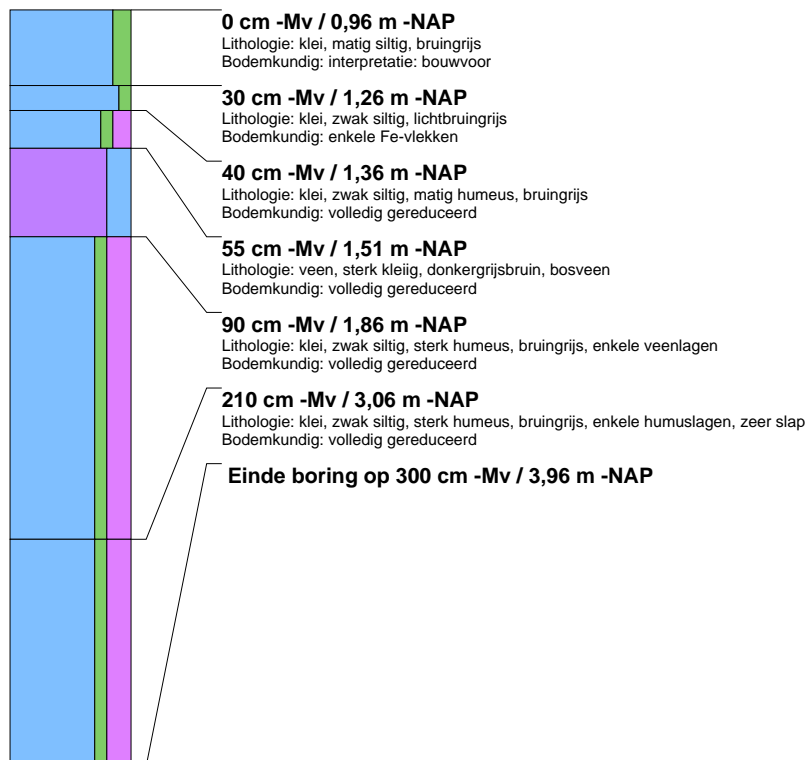 0 cm -Mv / 0,96 m -NAP
Lithologie: klei, matig siltig, bruingrijs
Bodemkundig: interpretatie: bouwvoor
30 cm -Mv / 1,26 m -NAP
Lithologie: klei, zwak siltig, lichtbruingrijs
Bodemkundig: enkele Fe-vlekken
40 cm -Mv / 1,36 m -NAP
Lithologie: klei, zwak siltig, matig humeus, bruingrijs
Bodemkundig: volledig gereduceerd
55 cm -Mv / 1,51 m -NAP
Lithologie: veen, sterk kleiig, donkergrijsbruin, bosveen
Bodemkundig: volledig gereduceerd
90 cm -Mv / 1,86 m -NAP
Lithologie: klei, zwak siltig, sterk humeus, bruingrijs, enkele veenlagen
Bodemkundig: volledig gereduceerd
210 cm -Mv / 3,06 m -NAP
Lithologie: klei, zwak siltig, sterk humeus, bruingrijs, enkele humuslagen, zeer slap
Bodemkundig: volledig gereduceerd
Einde boring op 300 cm -Mv / 3,96 m -NAP